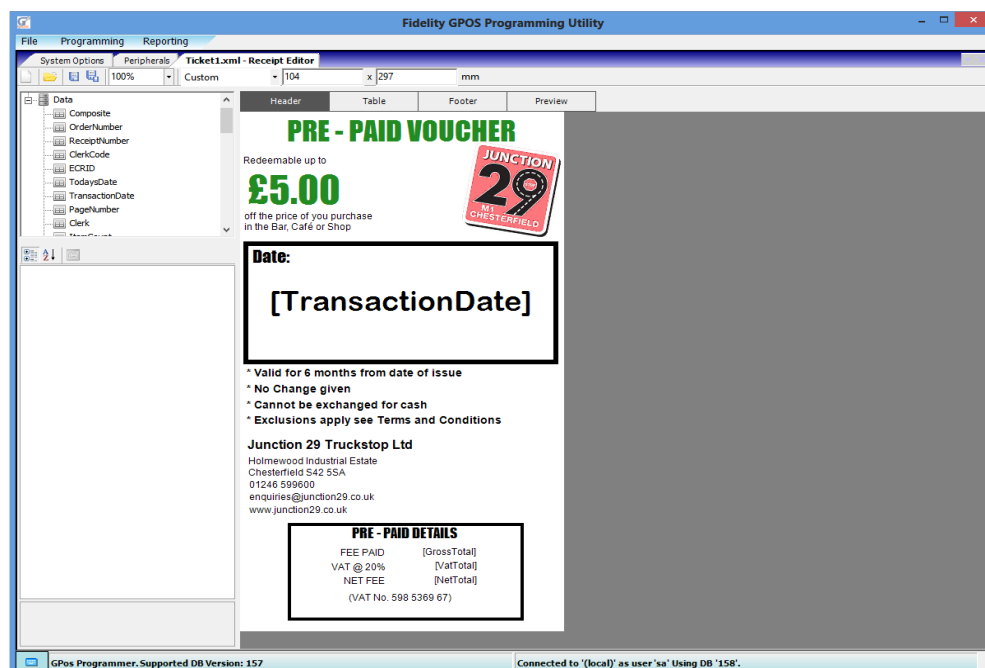 Fidelity GPOS Programming Utility
File Programming Reporting
System Options Peripherals Ticket1.xml - Receipt Editor
100% Custom 104 x 297 mm
Data
Composite
OrderNumber
ReceiptNumber
ClerkCode
ECRID
TodaysDate
TransactionDate
PageNumber
Clerk
Header Table Footer Preview
PRE - PAID VOUCHER
Redeemable up to
£5.00
off the price of you purchase
in the Bar, Café or Shop
JUNCTION
29
M1
CHESTERFIELD
Date:
[TransactionDate]
* Valid for 6 months from date of issue
* No Change given
* Cannot be exchanged for cash
* Exclusions apply see Terms and Conditions
Junction 29 Truckstop Ltd
Holmewood Industrial Estate
Chesterfield S42 5SA
01246 599600
enquiries@junction29.co.uk
www.junction29.co.uk
PRE - PAID DETAILS
FEE PAID [GrossTotal]
VAT @ 20% [VatTotal]
NET FEE [NetTotal]
(VAT No. 598 5369 67)
GPos Programmer. Supported DB Version: 157
Connected to '(local)' as user 'sa' Using DB '158'.